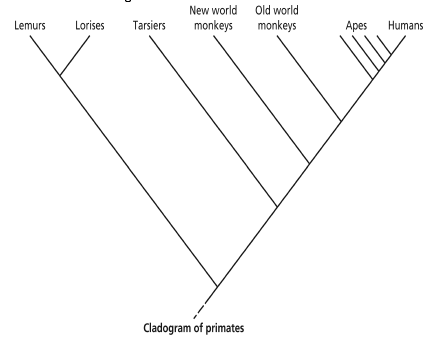 New world
Old world
Lemurs
Lorises
Tarsiers
monkeys
monkeys
Apes
Humans
Cladogram of primates